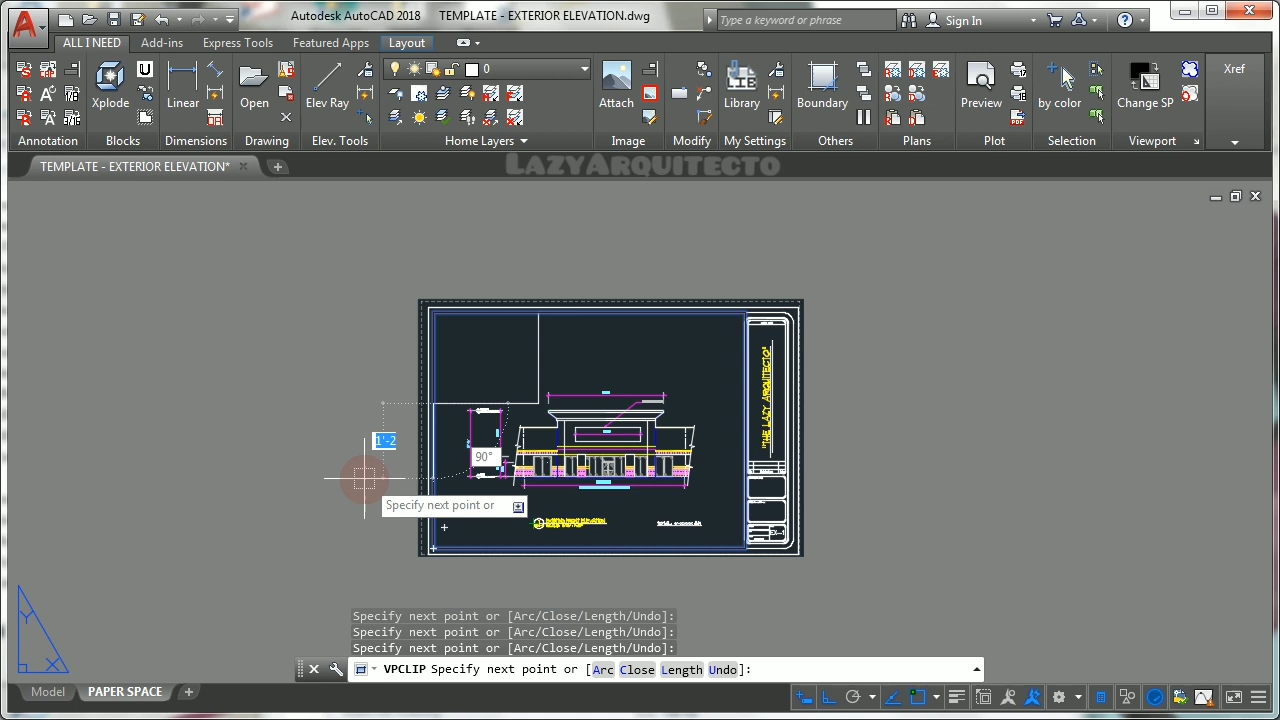 Autodesk AutoCAD 2018 TEMPLATE - EXTERIOR ELEVATION.dwg
Type a keyword or phrase
Sign In
ALL I NEED Add-ins Express Tools Featured Apps Layout
0
Xplode Linear Open Elev Ray Attach Library Boundary Preview by color Change SP Xref
Annotation Blocks Dimensions Drawing Elev. Tools Home Layers Image Modify My Settings Others Plans Plot Selection Viewport
TEMPLATE - EXTERIOR ELEVATION*
LazyArquitecto
"THE LAZY ARQUITECTO"
1'-2
90°
Specify next point or
Y
X
Specify next point or [Arc/Close/Length/Undo]:
Specify next point or [Arc/Close/Length/Undo]:
Specify next point or [Arc/Close/Length/Undo]:
VPCLIP Specify next point or [Arc Close Length Undo]:
Model PAPER SPACE